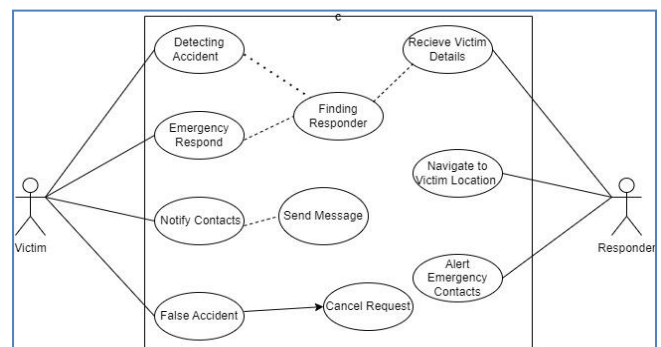 c
Detecting
Accident
Recieve Victim
Details
Finding
Responder
Emergency
Respond
Navigate to
Victim Location
Notify Contacts
Send Message
Victim
Responder
Alert
Emergency
Contacts
False Accident
Cancel Request